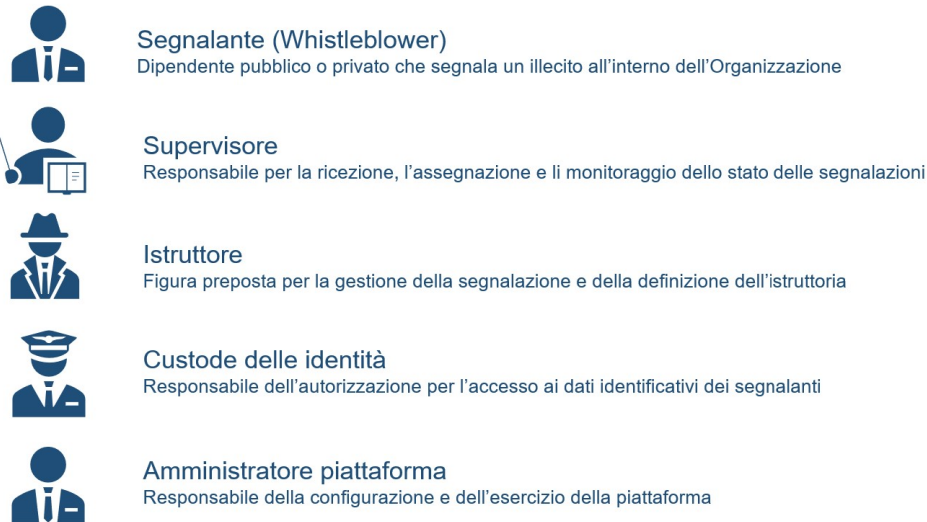 Segnalante (Whistleblower)
Dipendente pubblico o privato che segnala un illecito all'interno dell'Organizzazione
Supervisore
Responsabile per la ricezione, l'assegnazione e li monitoraggio dello stato delle segnalazioni
Istruttore
Figura preposta per la gestione della segnalazione e della definizione dell'istruttoria
Custode delle identità
Responsabile dell'autorizzazione per l'accesso ai dati identificativi dei segnalanti
Amministratore piattaforma
Responsabile della configurazione e dell'esercizio della piattaforma